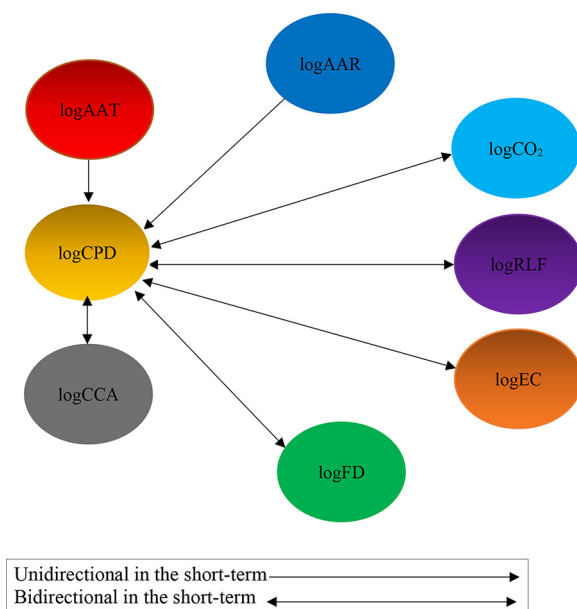 logAAR
logAAT
logCO₂
logCPD
logRLF
logEC
logCCA
logFD
Unidirectional in the short-term
Bidirectional in the short-term